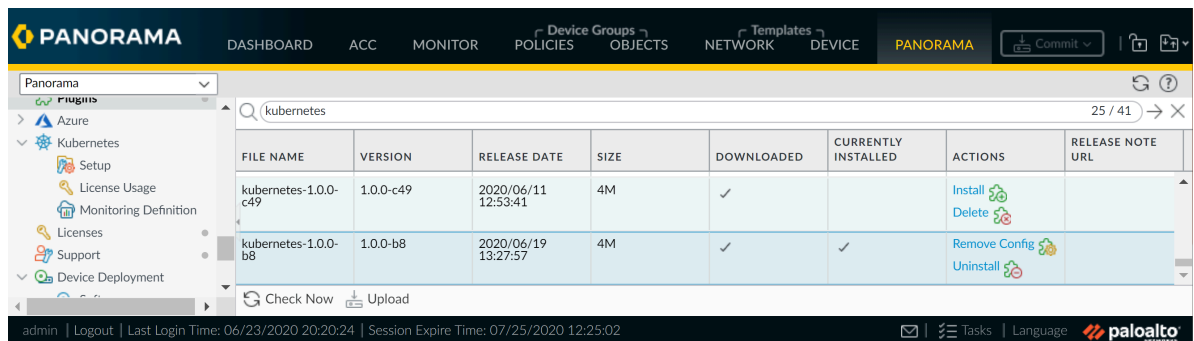 PANORAMA
DASHBOARD ACC MONITOR Device Groups POLICIES OBJECTS Templates NETWORK DEVICE PANORAMA Commit
Panorama
Plugins
Azure
Kubernetes
Setup
License Usage
Monitoring Definition
Licenses
Support
Device Deployment
kubernetes 25 / 41
FILE NAME VERSION RELEASE DATE SIZE DOWNLOADED CURRENTLY INSTALLED ACTIONS RELEASE NOTE URL
kubernetes-1.0.0-c49 1.0.0-c49 2020/06/11 12:53:41 4M Install Delete
kubernetes-1.0.0-b8 1.0.0-b8 2020/06/19 13:27:57 4M Remove Config Uninstall
Check Now Upload
admin | Logout | Last Login Time: 06/23/2020 20:20:24 | Session Expire Time: 07/25/2020 12:25:02 | Tasks | Language paloalto